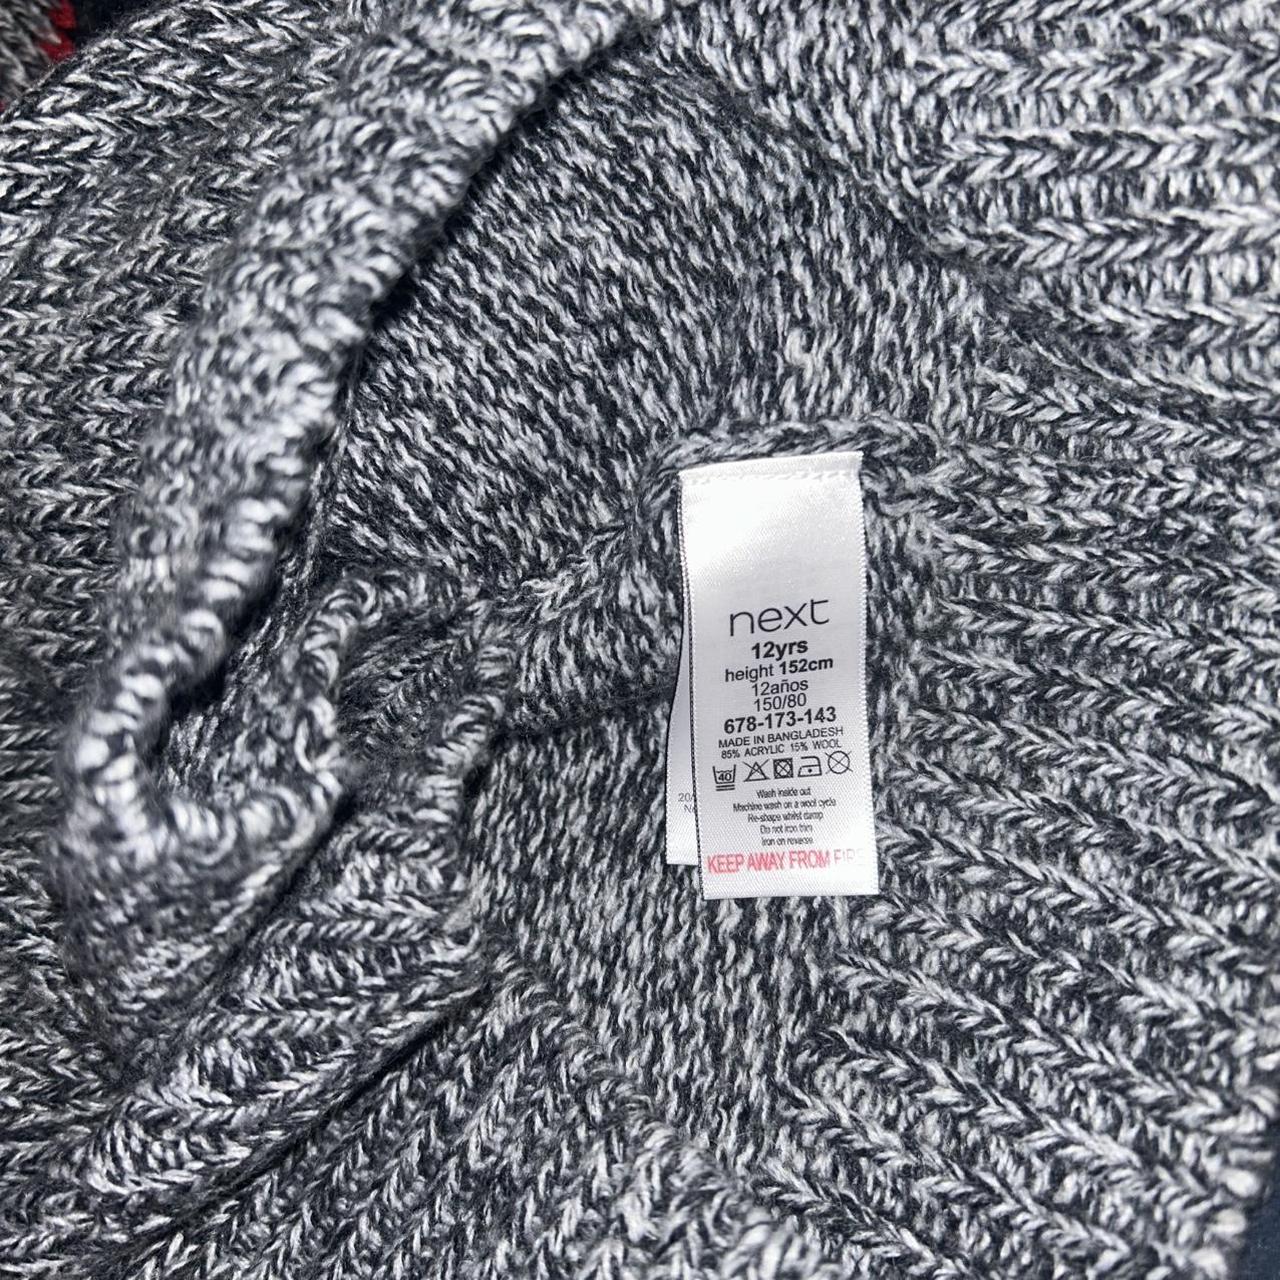 next
12yrs
height 152cm
12años
150/80
678-173-143
MADE IN BANGLADESH
85% ACRYLIC 15% WOOL
40
Wash inside out
Machine wash on a wool cycle
Re-shape whilst damp
Do not iron trim
Iron on reverse
KEEP AWAY FROM FIRE